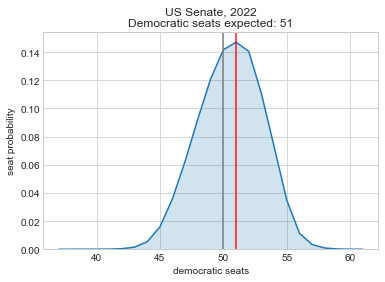 US Senate, 2022
Democratic seats expected: 51
0.14
0.12
0.10
0.08
0.06
0.04
0.02
0.00
seat probability
40 45 50 55 60
democratic seats